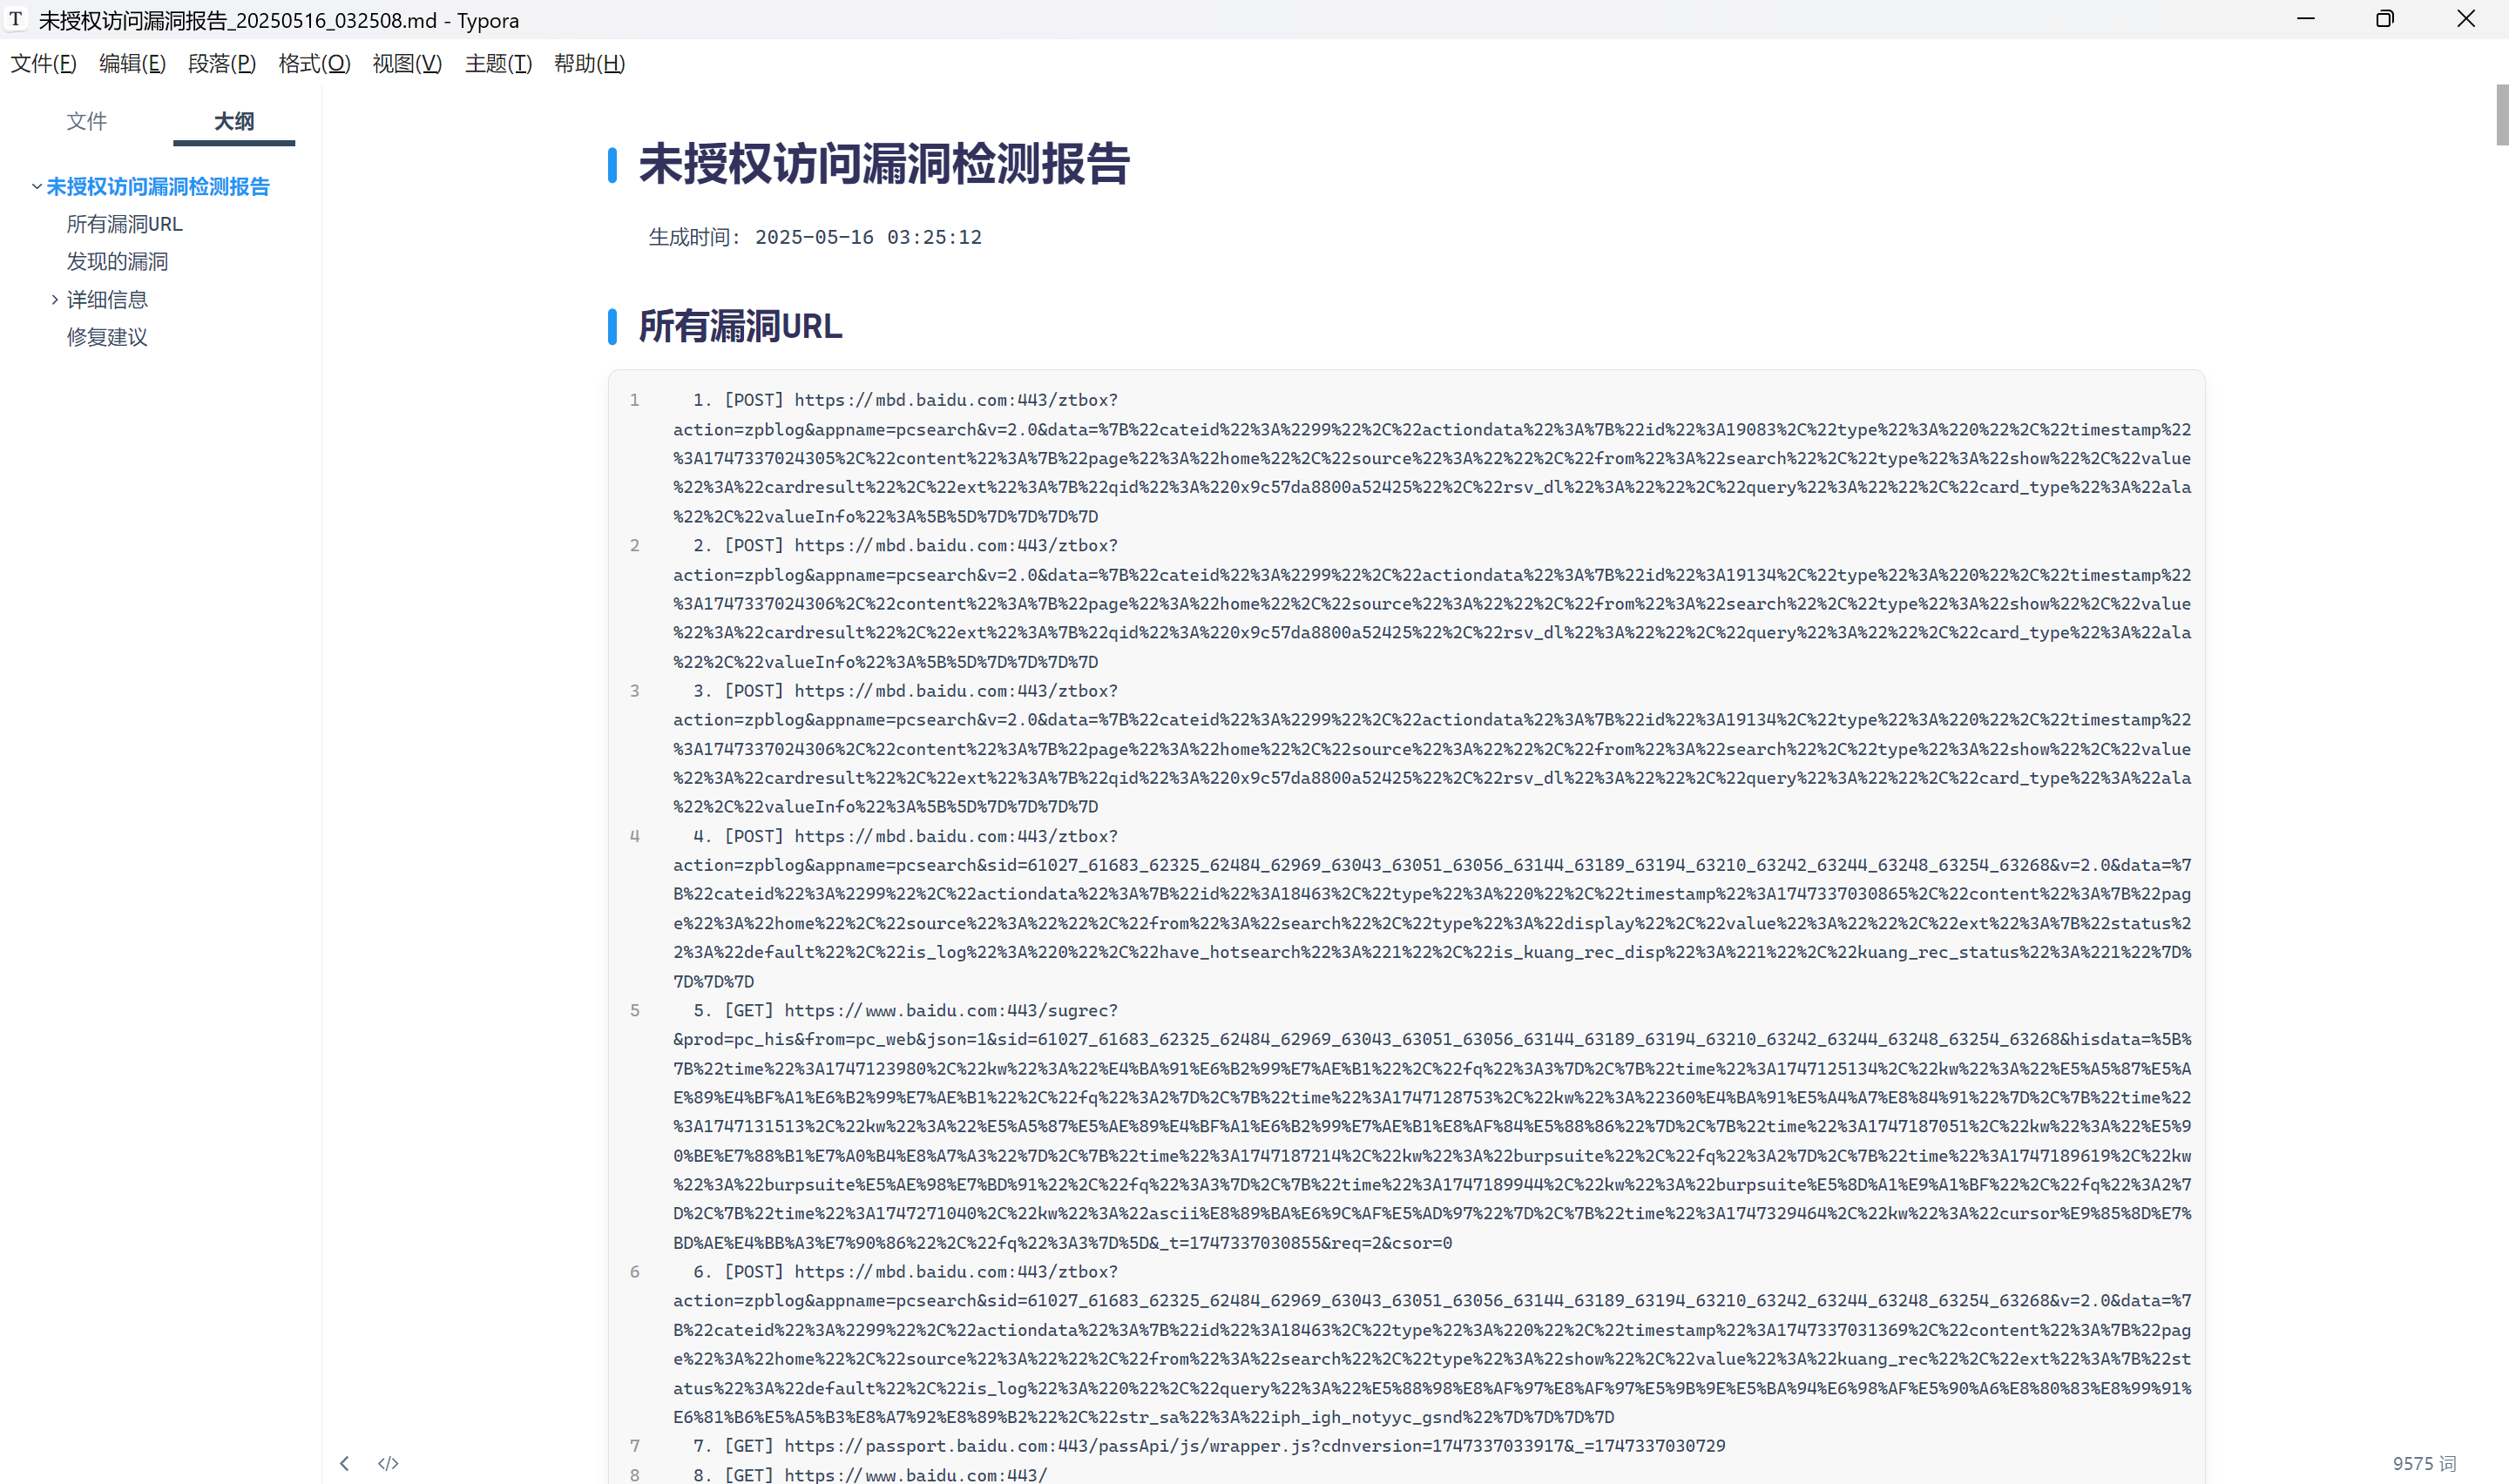 未授权访问漏洞报告_20250516_032508.md - Typora
文件(F) 编辑(E) 段落(P) 格式(O) 视图(V) 主题(T) 帮助(H)
文件 大纲
未授权访问漏洞检测报告
所有漏洞URL
发现的漏洞
详细信息
修复建议
未授权访问漏洞检测报告
生成时间: 2025-05-16 03:25:12
所有漏洞URL
1 1. [POST] https://mbd.baidu.com:443/ztbox?
action=zpblog&appname=pcsearch&v=2.0&data=%7B%22cateid%22%3A%2299%22%2C%22actiondata%22%3A%7B%22id%22%3A19083%2C%22type%22%3A%220%22%2C%22timestamp%22
%3A1747337024305%2C%22content%22%3A%7B%22page%22%3A%22home%22%2C%22source%22%3A%22%22%2C%22from%22%3A%22search%22%2C%22type%22%3A%22show%22%2C%22value
%22%3A%22cardresult%22%2C%22ext%22%3A%7B%22qid%22%3A%220x9c57da8800a52425%22%2C%22rsv_dl%22%3A%22%22%2C%22query%22%3A%22%22%2C%22card_type%22%3A%22ala
%22%2C%22valueInfo%22%3A%5B%5D%7D%7D%7D%7D
2 2. [POST] https://mbd.baidu.com:443/ztbox?
action=zpblog&appname=pcsearch&v=2.0&data=%7B%22cateid%22%3A%2299%22%2C%22actiondata%22%3A%7B%22id%22%3A19134%2C%22type%22%3A%220%22%2C%22timestamp%22
%3A1747337024306%2C%22content%22%3A%7B%22page%22%3A%22home%22%2C%22source%22%3A%22%22%2C%22from%22%3A%22search%22%2C%22type%22%3A%22show%22%2C%22value
%22%3A%22cardresult%22%2C%22ext%22%3A%7B%22qid%22%3A%220x9c57da8800a52425%22%2C%22rsv_dl%22%3A%22%22%2C%22query%22%3A%22%22%2C%22card_type%22%3A%22ala
%22%2C%22valueInfo%22%3A%5B%5D%7D%7D%7D%7D
3 3. [POST] https://mbd.baidu.com:443/ztbox?
action=zpblog&appname=pcsearch&v=2.0&data=%7B%22cateid%22%3A%2299%22%2C%22actiondata%22%3A%7B%22id%22%3A19134%2C%22type%22%3A%220%22%2C%22timestamp%22
%3A1747337024306%2C%22content%22%3A%7B%22page%22%3A%22home%22%2C%22source%22%3A%22%22%2C%22from%22%3A%22search%22%2C%22type%22%3A%22show%22%2C%22value
%22%3A%22cardresult%22%2C%22ext%22%3A%7B%22qid%22%3A%220x9c57da8800a52425%22%2C%22rsv_dl%22%3A%22%22%2C%22query%22%3A%22%22%2C%22card_type%22%3A%22ala
%22%2C%22valueInfo%22%3A%5B%5D%7D%7D%7D%7D
4 4. [POST] https://mbd.baidu.com:443/ztbox?
action=zpblog&appname=pcsearch&sid=61027_61683_62325_62484_62969_63043_63051_63056_63144_63189_63194_63210_63242_63244_63248_63254_63268&v=2.0&data=%7
B%22cateid%22%3A%2299%22%2C%22actiondata%22%3A%7B%22id%22%3A18463%2C%22type%22%3A%220%22%2C%22timestamp%22%3A1747337030865%2C%22content%22%3A%7B%22pag
e%22%3A%22home%22%2C%22source%22%3A%22%22%2C%22from%22%3A%22search%22%2C%22type%22%3A%22display%22%2C%22value%22%3A%22%22%2C%22ext%22%3A%7B%22status%2
2%3A%22default%22%2C%22is_log%22%3A%220%22%2C%22have_hotsearch%22%3A%221%22%2C%22is_kuang_rec_disp%22%3A%221%22%2C%22kuang_rec_status%22%3A%221%22%7D%
7D%7D%7D
5 5. [GET] https://www.baidu.com:443/sugrec?
&prod=pc_his&from=pc_web&json=1&sid=61027_61683_62325_62484_62969_63043_63051_63056_63144_63189_63194_63210_63242_63244_63248_63254_63268&hisdata=%5B%
7B%22time%22%3A1747123980%2C%22kw%22%3A%22%E4%BA%91%E6%B2%99%E7%AE%B1%22%2C%22fq%22%3A3%7D%2C%7B%22time%22%3A1747125134%2C%22kw%22%3A%22%E5%A5%87%E5%A
E%89%E4%BF%A1%E6%B2%99%E7%AE%B1%22%2C%22fq%22%3A2%7D%2C%7B%22time%22%3A1747128753%2C%22kw%22%3A%22360%E4%BA%91%E5%A4%A7%E8%84%91%22%7D%2C%7B%22time%22
%3A1747131513%2C%22kw%22%3A%22%E5%A5%87%E5%AE%89%E4%BF%A1%E6%B2%99%E7%AE%B1%E8%AF%84%E5%88%86%22%7D%2C%7B%22time%22%3A1747187051%2C%22kw%22%3A%22%E5%9
0%BE%E7%88%B1%E7%A0%B4%E8%A7%A3%22%7D%2C%7B%22time%22%3A1747187214%2C%22kw%22%3A%22burpsuite%22%2C%22fq%22%3A2%7D%2C%7B%22time%22%3A1747189619%2C%22kw
%22%3A%22burpsuite%E5%AE%98%E7%BD%91%22%2C%22fq%22%3A3%7D%2C%7B%22time%22%3A1747189944%2C%22kw%22%3A%22burpsuite%E5%8D%A1%E9%A1%BF%22%2C%22fq%22%3A2%7
D%2C%7B%22time%22%3A1747271040%2C%22kw%22%3A%22ascii%E8%89%BA%E6%9C%AF%E5%AD%97%22%7D%2C%7B%22time%22%3A1747329464%2C%22kw%22%3A%22cursor%E9%85%8D%E7%
BD%AE%E4%BB%A3%E7%90%86%22%2C%22fq%22%3A3%7D%5D&_t=1747337030855&req=2&csor=0
6 6. [POST] https://mbd.baidu.com:443/ztbox?
action=zpblog&appname=pcsearch&sid=61027_61683_62325_62484_62969_63043_63051_63056_63144_63189_63194_63210_63242_63244_63248_63254_63268&v=2.0&data=%7
B%22cateid%22%3A%2299%22%2C%22actiondata%22%3A%7B%22id%22%3A18463%2C%22type%22%3A%220%22%2C%22timestamp%22%3A1747337031369%2C%22content%22%3A%7B%22pag
e%22%3A%22home%22%2C%22source%22%3A%22%22%2C%22from%22%3A%22search%22%2C%22type%22%3A%22show%22%2C%22value%22%3A%22kuang_rec%22%2C%22ext%22%3A%7B%22st
atus%22%3A%22default%22%2C%22is_log%22%3A%220%22%2C%22query%22%3A%22%E5%88%98%E8%AF%97%E8%AF%97%E5%9B%9E%E5%BA%94%E6%98%AF%E5%90%A6%E8%80%83%E8%99%91%
E6%81%B6%E5%A5%B3%E8%A7%92%E8%89%B2%22%2C%22str_sa%22%3A%22iph_igh_notyyc_gsnd%22%7D%7D%7D%7D
7 7. [GET] https://passport.baidu.com:443/passApi/js/wrapper.js?cdnversion=1747337033917&_=1747337030729
8 8. [GET] https://www.baidu.com:443/
9575 词